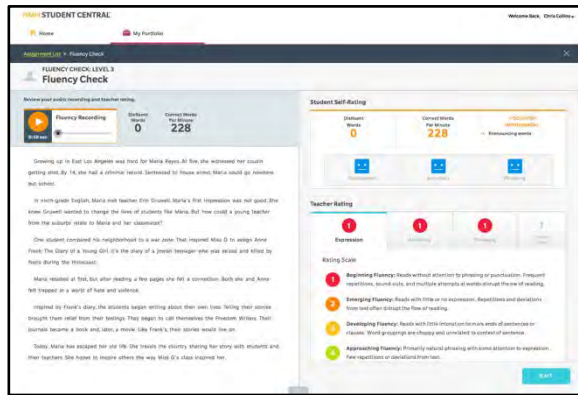 STUDENT CENTRAL
Welcome Back, Chris Collins
Home
My Portfolio
Assignment List > Fluency Check
FLUENCY CHECK: LEVEL 3
Fluency Check
Review your audio recording and teacher rating.
Fluency Recording
Disfluent Words
0
Correct Words Per Minute
228
Growing up in East Los Angeles was hard for Maria Reyes. At five, she witnessed her cousin
getting shot. By 14, she had a criminal record. Sentenced to house arrest, Maria could go nowhere
but school.
In ninth-grade English, Maria met teacher Erin Gruwell. Maria's first impression was not good. She
knew Gruwell wanted to change the lives of students like Maria. But how could a young teacher
from the suburbs relate to Maria and her classmates?
One student compared his neighborhood to a war zone. That inspired Miss G to assign Anne
Frank: The Diary of a Young Girl. It's the diary of a Jewish teenager who was seized and killed by
Nazis during the Holocaust.
Maria resisted at first, but after reading a few pages she felt a connection. Both she and Anne
felt trapped in a world of hate and violence.
Inspired by Frank's diary, the students began writing about their own lives. Telling their stories
brought them relief from their feelings. They began to call themselves the Freedom Writers. Their
journals became a book and, later, a movie. Like Frank's, their stories would live on.
Today, Maria has escaped her old life. She travels the country sharing her story with students and
their teachers. She hopes to inspire others the way Miss G's class inspired her.
Student Self-Rating
Disfluent Words
0
Correct Words Per Minute
228
Pronouncing words
Teacher Rating
1
1
1
Expression
Rating Scale
1 Beginning Fluency: Reads without attention to phrasing or punctuation. Frequent
repetitions, sound-outs, and multiple attempts at words disrupt the flow of reading.
2 Emerging Fluency: Reads with little or no expression. Repetitions and deviations
from text often disrupt the flow of reading.
3 Developing Fluency: Reads with little intonation to mark ends of sentences or
clauses. Word groupings are choppy and unrelated to context of sentence.
4 Approaching Fluency: Primarily natural phrasing with some attention to expression.
Few repetitions or deviations from text.